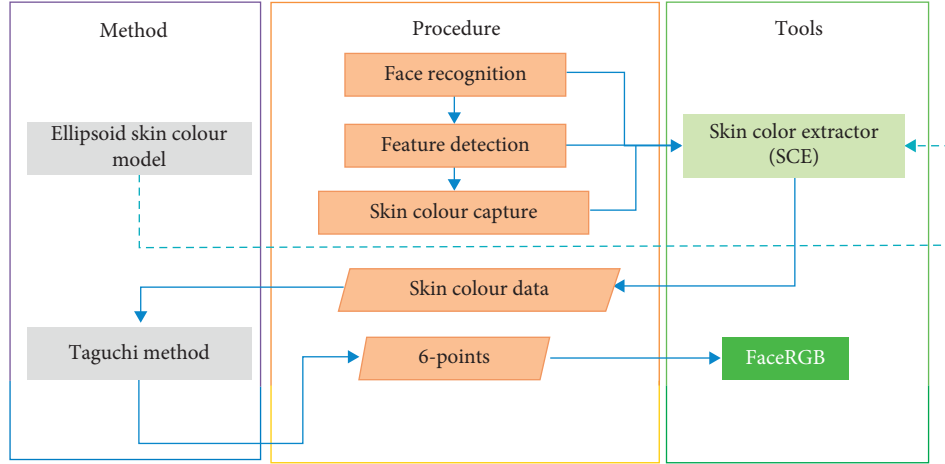 Method
Procedure
Tools
Face recognition
Ellipsoid skin colour
model
Feature detection
Skin color extractor
(SCE)
Skin colour capture
Skin colour data
Taguchi method
6-points
FaceRGB